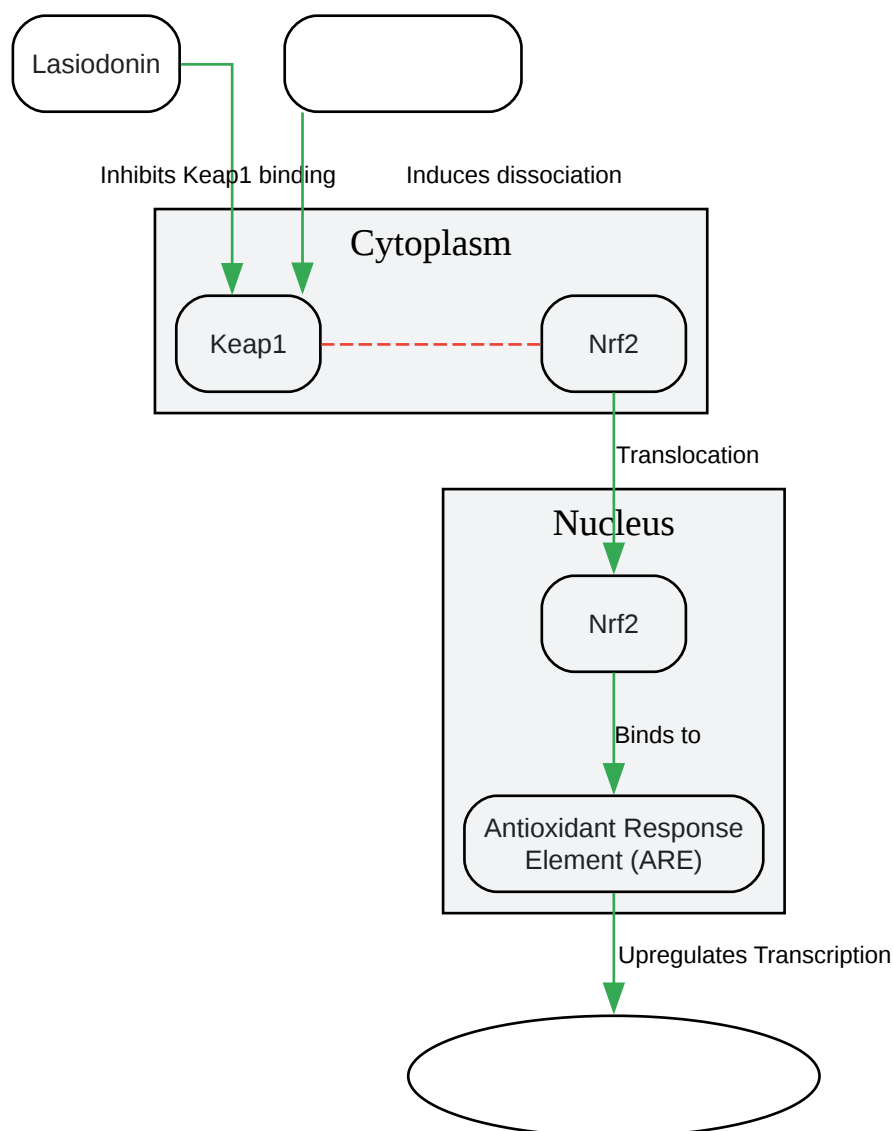 Lasiodonin
Inhibits Keap1 binding
Induces dissociation
Cytoplasm
Keap1
Nrf2
Translocation
Nucleus
Nrf2
Binds to
Antioxidant Response
Element (ARE)
Upregulates Transcription